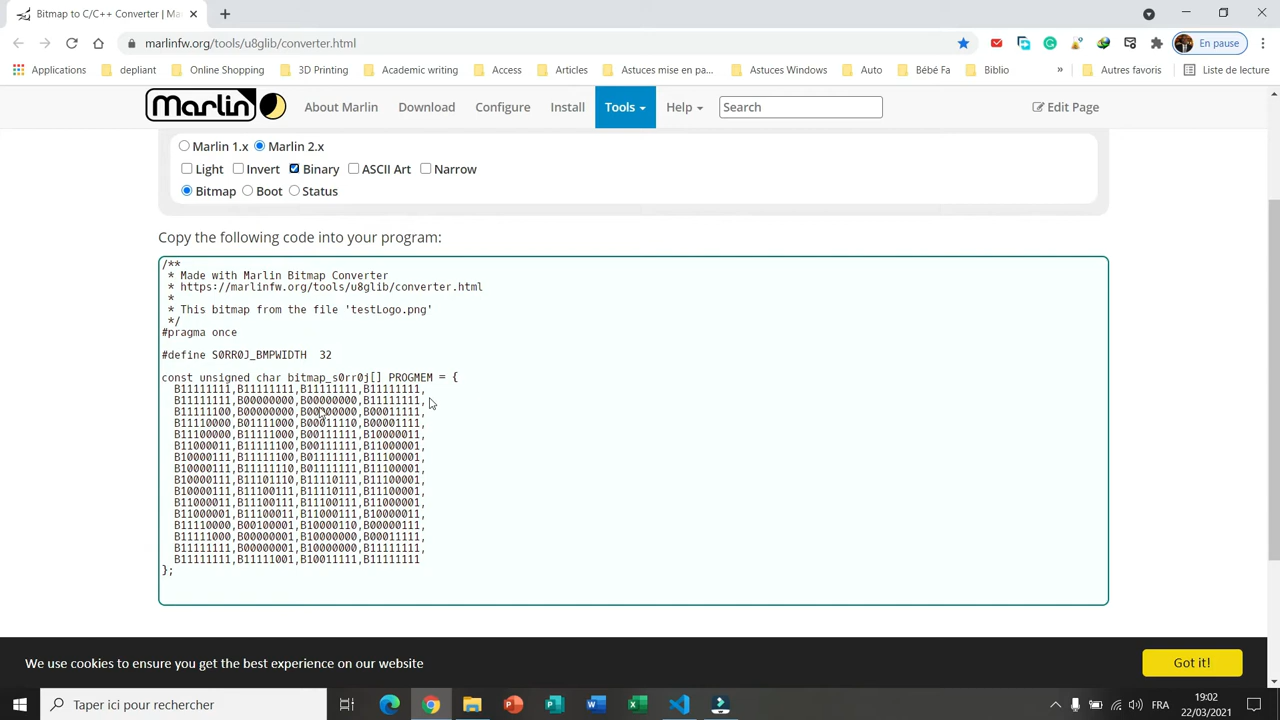 Bitmap to C/C++ Converter | Ma
marlinfw.org/tools/u8glib/converter.html
En pause
Applications
depliant
Online Shopping
3D Printing
Academic writing
Access
Articles
Astuces mise en pa...
Astuces Windows
Auto
Bébé Fa
Biblio
»
Autres favoris
Liste de lecture
Marlin
About Marlin
Download
Configure
Install
Tools
Help
Search
Edit Page
Marlin 1.x
Marlin 2.x
Light
Invert
Binary
ASCII Art
Narrow
Bitmap
Boot
Status
Copy the following code into your program:
/**
* Made with Marlin Bitmap Converter
* https://marlinfw.org/tools/u8glib/converter.html
*
* This bitmap from the file 'testLogo.png'
*/
#pragma once
#define S0RR0J_BMPWIDTH 32
const unsigned char bitmap_s0rr0j[] PROGMEM = {
B11111111,B11111111,B11111111,B11111111,
B11111111,B00000000,B00000000,B11111111,
B11111100,B00000000,B00000000,B00011111,
B11110000,B01111000,B00011110,B00001111,
B11100000,B11111000,B00111111,B10000011,
B11000011,B11111100,B00111111,B11000001,
B10000111,B11111100,B00111111,B11100001,
B10000111,B11111110,B01111111,B11100001,
B10000111,B11101110,B11110111,B11100001,
B10000111,B11100111,B11110111,B11100001,
B11000011,B11100111,B11100111,B11000001,
B11000001,B11100011,B11000111,B10000011,
B11110000,B00100001,B10000110,B00000111,
B11111000,B00000001,B10000000,B00011111,
B11111111,B00000001,B10000000,B11111111,
B11111111,B11111001,B10011111,B11111111
};
We use cookies to ensure you get the best experience on our website
Got it!
Taper ici pour rechercher
FRA
19:02
22/03/2021